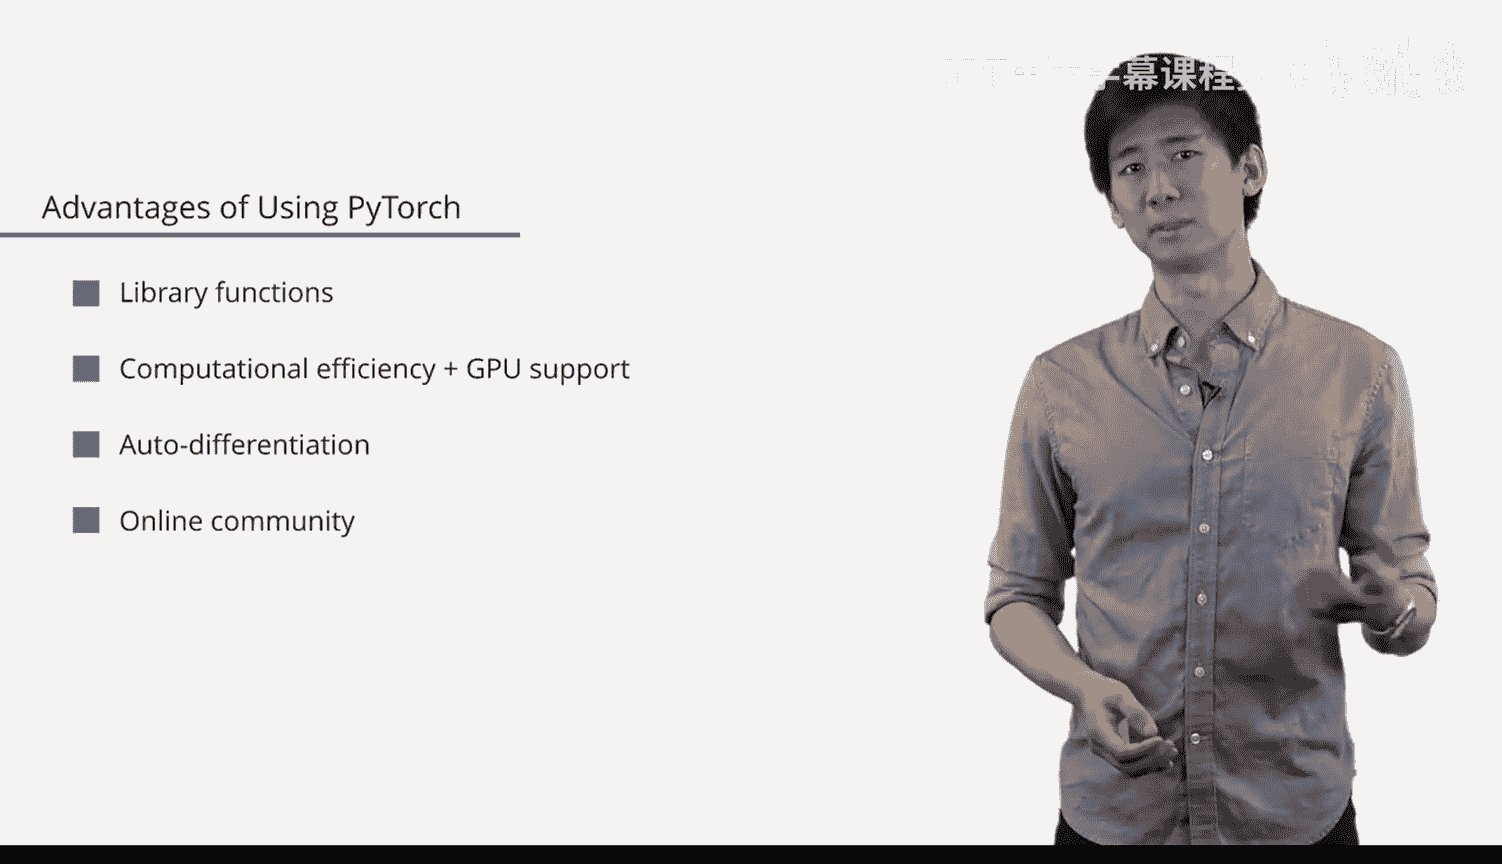 幕课程
Advantages of Using PyTorch
Library functions
Computational efficiency + GPU support
Auto-differentiation
Online community